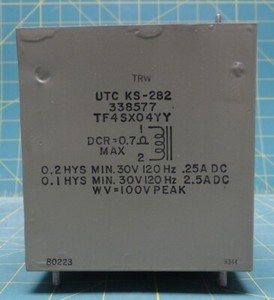 TRW
UTC KS-282
338577
TF4SX04YY
DCR=0.7Ω
MAX
1
2
0.2 HYS MIN. 30V 120 Hz .25A DC
0.1 HYS MIN. 30V 120 Hz 2.5A DC
WV=100V PEAK
80223